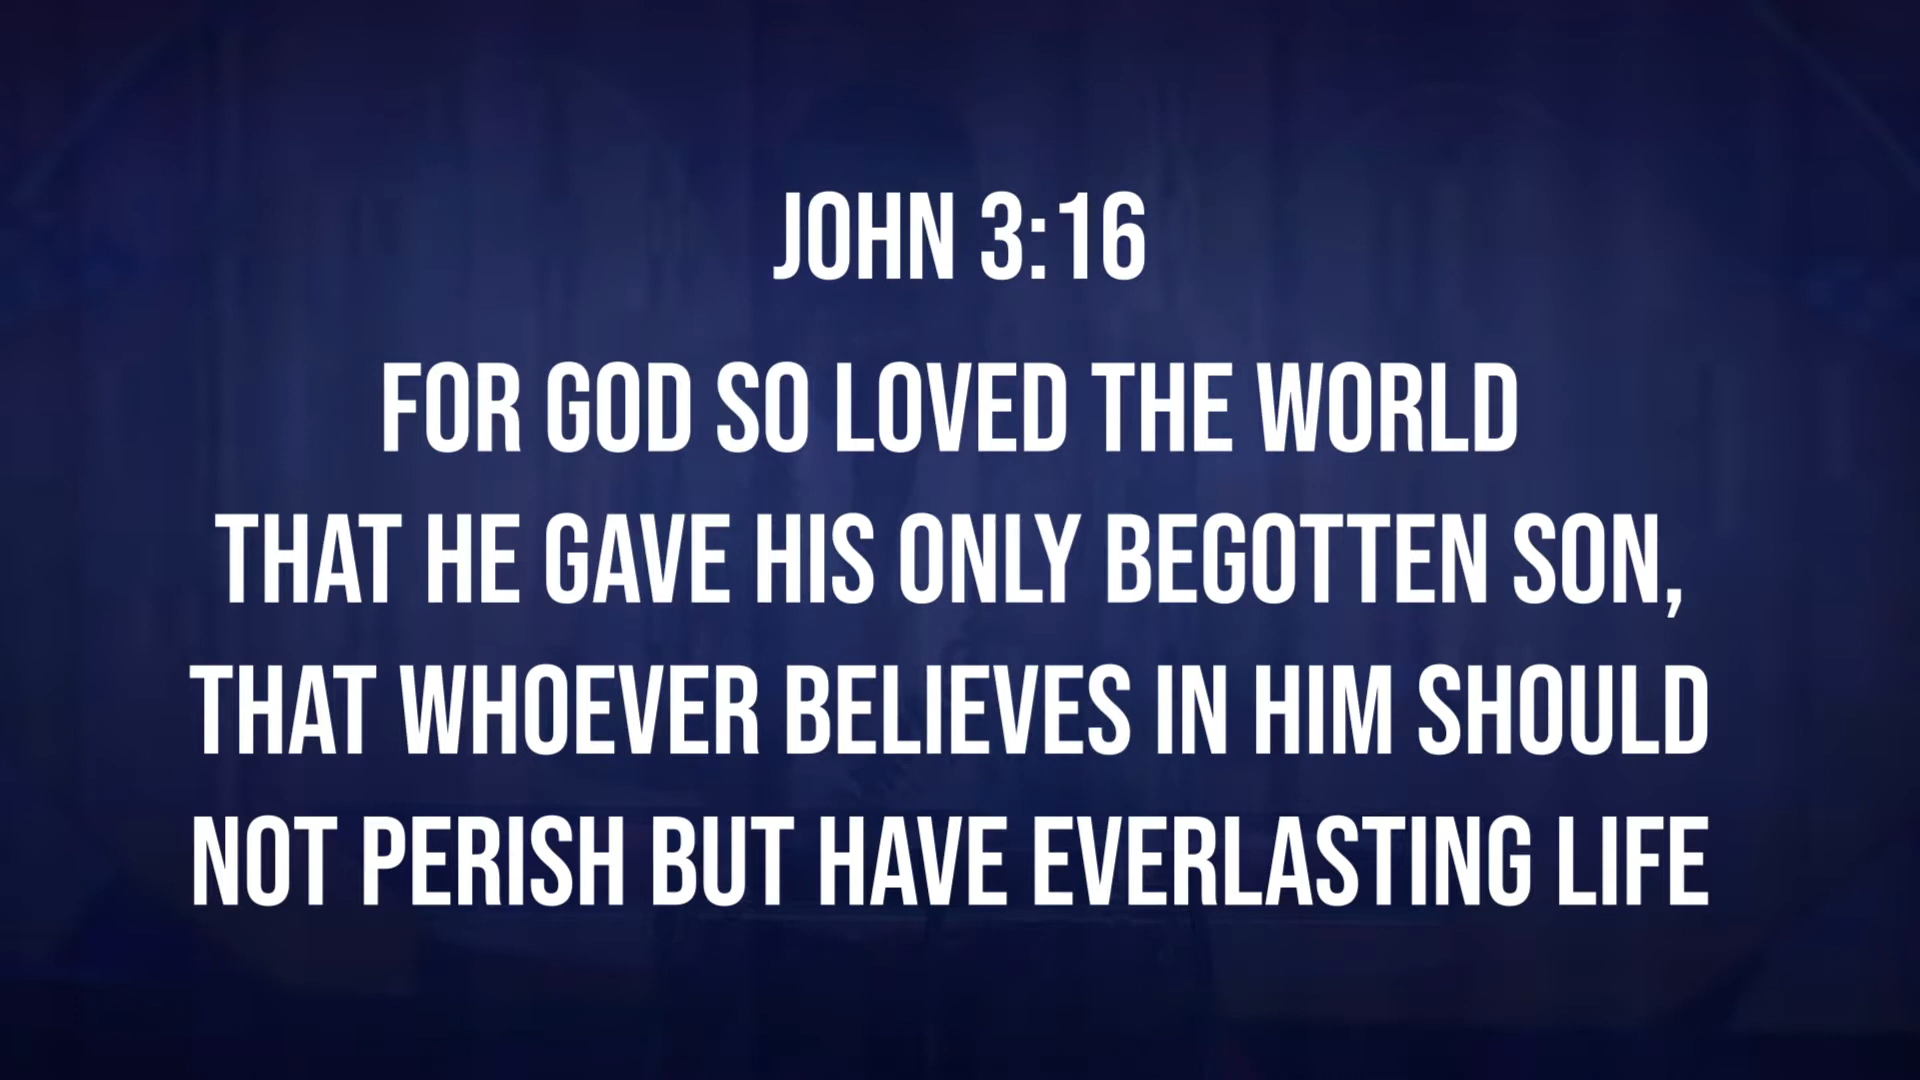 JOHN 3:16
FOR GOD SO LOVED THE WORLD
THAT HE GAVE HIS ONLY BEGOTTEN SON,
THAT WHOEVER BELIEVES IN HIM SHOULD
NOT PERISH BUT HAVE EVERLASTING LIFE